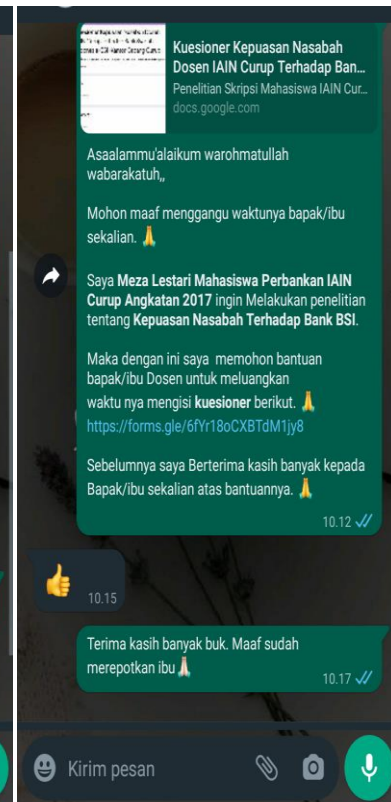 Kuesioner Kepuasan Nasabah
Dosen IAIN Curup Terhadap Ban...
Penelitian Skripsi Mahasiswa IAIN Cur...
docs.google.com
Asaalammu'alaikum warohmatullah
wabarakatuh,,
Mohon maaf menggangu waktunya bapak/ibu
sekalian. 🙏
Saya Meza Lestari Mahasiswa Perbankan IAIN
Curup Angkatan 2017 ingin Melakukan penelitian
tentang Kepuasan Nasabah Terhadap Bank BSI.
Maka dengan ini saya memohon bantuan
bapak/ibu Dosen untuk meluangkan
waktu nya mengisi kuesioner berikut. 🙏
https://forms.gle/6fYr18oCXBTdM1jy8
Sebelumnya saya Berterima kasih banyak kepada
Bapak/ibu sekalian atas bantuannya. 🙏
10.12
👍
10.15
Terima kasih banyak buk. Maaf sudah
merepotkan ibu 🙏🏻
10.17
Kirim pesan